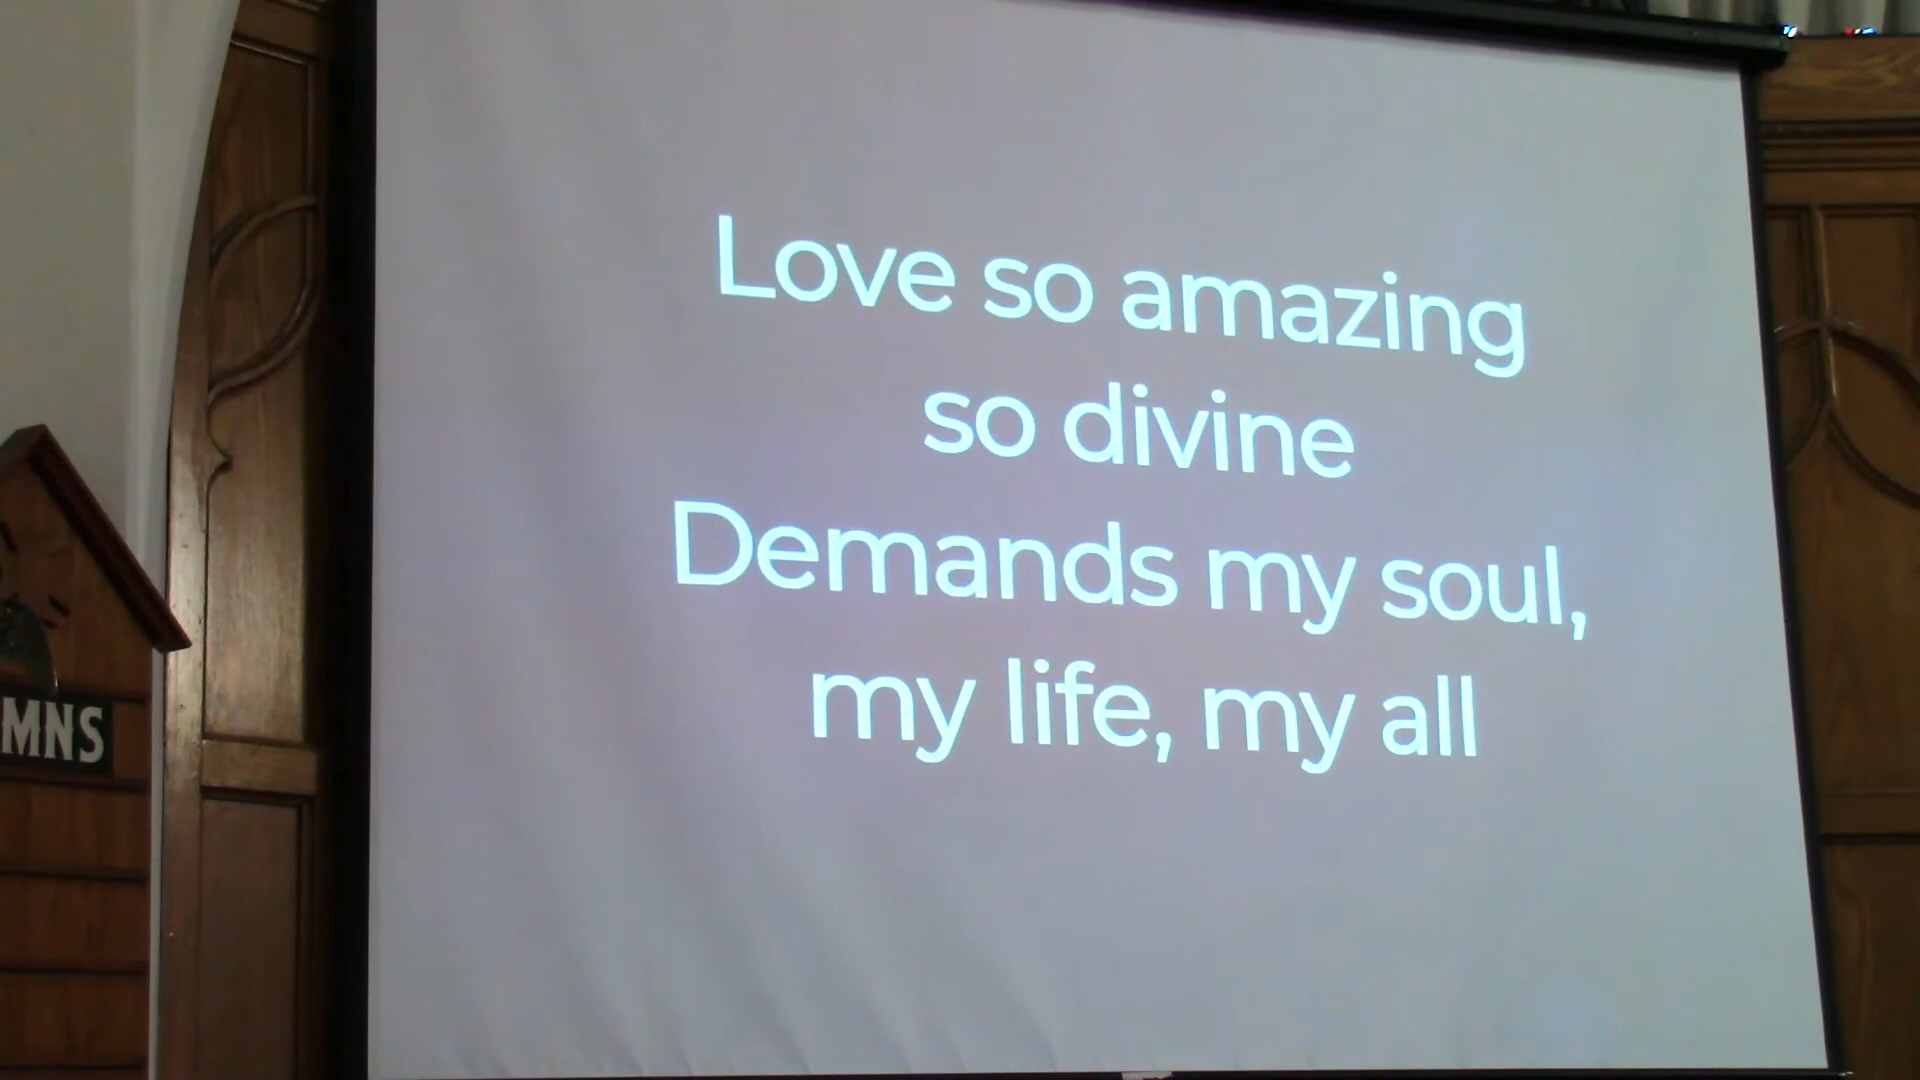 Love so amazing
so divine
Demands my soul,
my life, my all
MNS